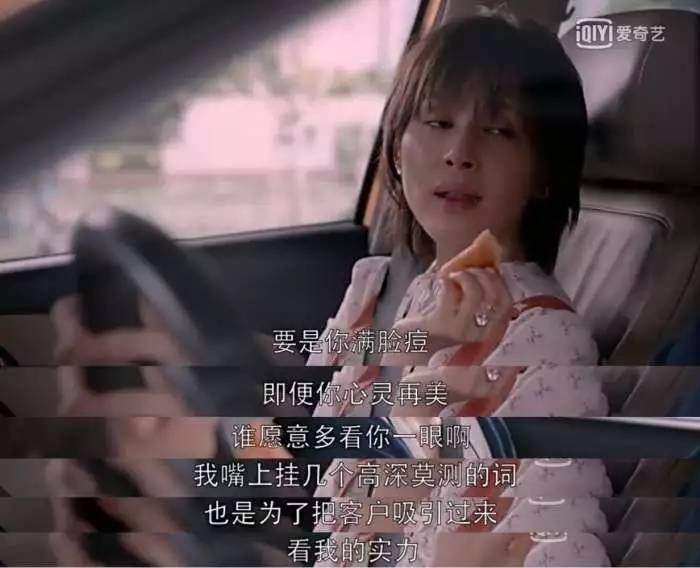 iQIYI 爱奇艺
要是你满脸痘
即便你心灵再美
谁愿意多看你一眼啊
我嘴上挂几个高深莫测的词
也是为了把客户吸引过来
看我的实力